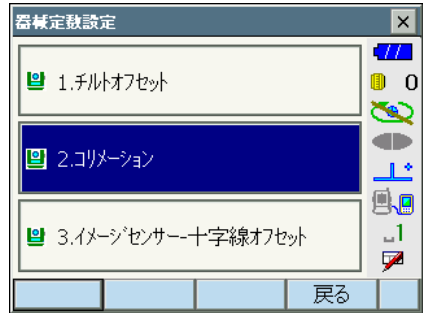 器械定数設定
1.チルトオフセット
0
2.コリメーション
3.イメージセンサー-十字線オフセット
1
戻る